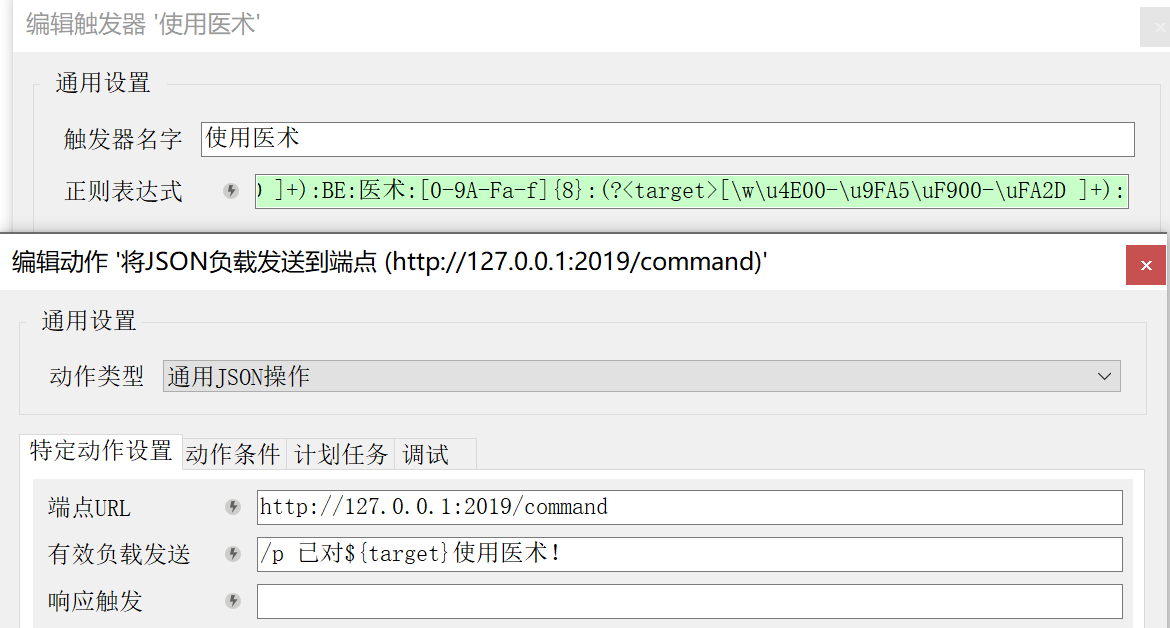 编辑触发器 '使用医术'
通用设置
触发器名字 使用医术
正则表达式 ]+):BE:医术:[0-9A-Fa-f]{8}:(?<target>[\w\u4E00-\u9FA5\uF900-\uFA2D ]+):
编辑动作 '将JSON负载发送到端点 (http://127.0.0.1:2019/command)'
通用设置
动作类型 通用JSON操作
特定动作设置 动作条件 计划任务 调试
端点URL http://127.0.0.1:2019/command
有效负载发送 /p 已对${target}使用医术!
响应触发